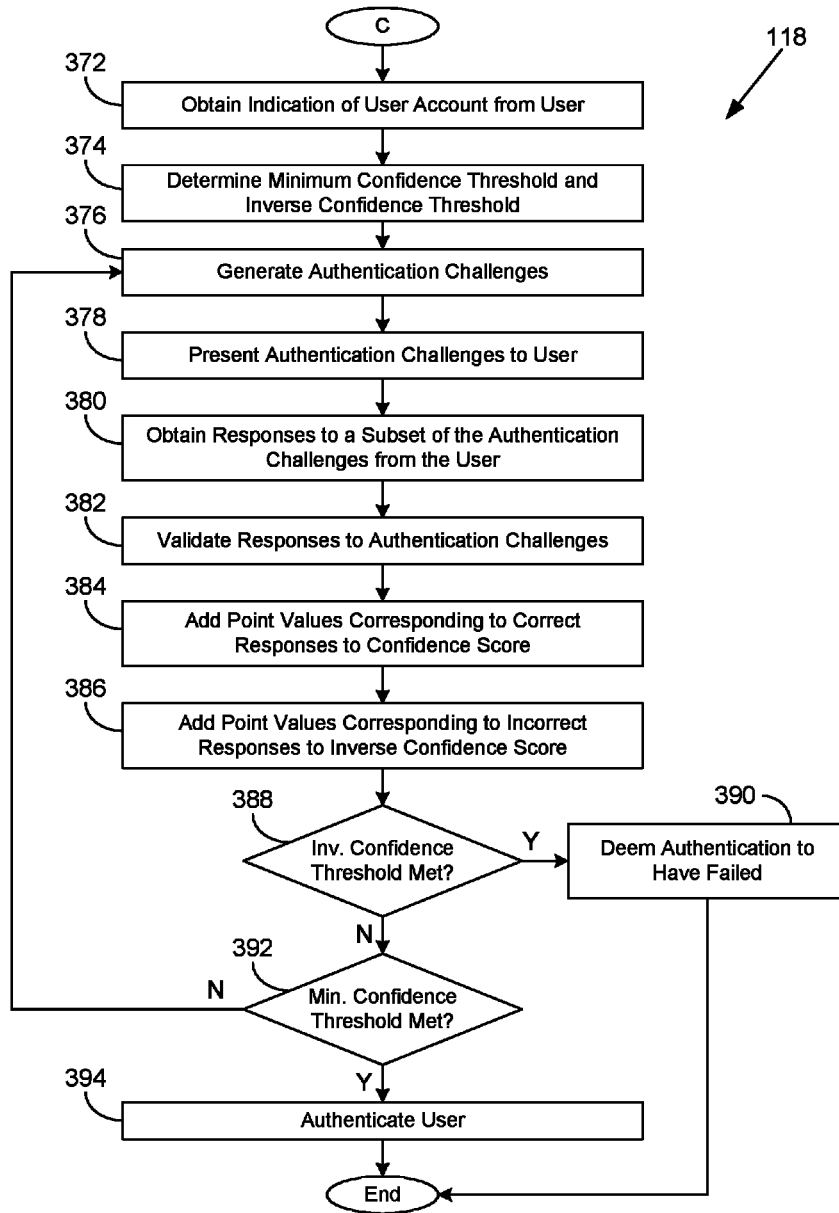 C
118
372
Obtain Indication of User Account from User
374
Determine Minimum Confidence Threshold and
Inverse Confidence Threshold
376
Generate Authentication Challenges
378
Present Authentication Challenges to User
380
Obtain Responses to a Subset of the Authentication
Challenges from the User
382
Validate Responses to Authentication Challenges
384
Add Point Values Corresponding to Correct
Responses to Confidence Score
386
Add Point Values Corresponding to Incorrect
Responses to Inverse Confidence Score
388
Inv. Confidence
Threshold Met?
Y
390
Deem Authentication to
Have Failed
N
392
N
Min. Confidence
Threshold Met?
Y
394
Authenticate User
End